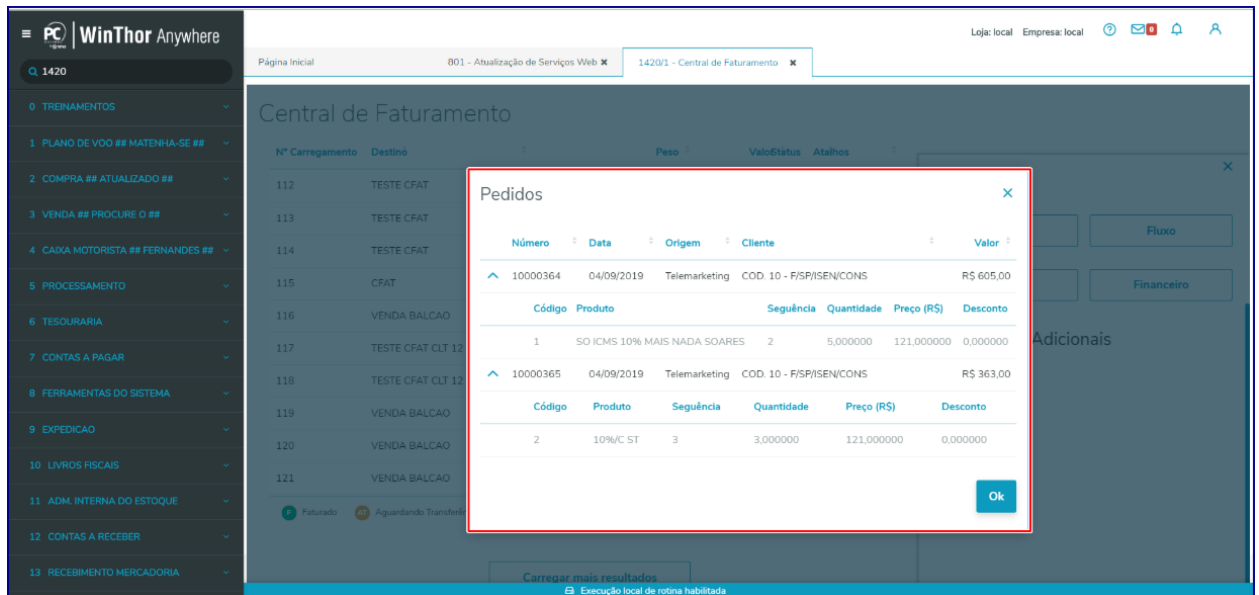 PC WinThor Anywhere
1420
0 TREINAMENTOS
1 PLANO DE VOO ## MATENHA-SE ##
2 COMPRA ## ATUALIZADO ##
3 VENDA ## PROCURE O ##
4 CAIXA MOTORISTA ## FERNANDES ##
5 PROCESSAMENTO
6 TESOURARIA
7 CONTAS A PAGAR
8 FERRAMENTAS DO SISTEMA
9 EXPEDICAO
10 LIVROS FISCAIS
11 ADM. INTERNA DO ESTOQUE
12 CONTAS A RECEBER
13 RECEBIMENTO MERCADORIA
Loja: local Empresa: local
Página Inicial 801 - Atualização de Serviços Web 1420/1 - Central de Faturamento
Central de Faturamento
Nº Carregamento Destino Peso Valor Status Atalhos
112 TESTE CFAT
113 TESTE CFAT
114 TESTE CFAT
115 CFAT
116 VENDA BALCAO
117 TESTE CFAT CLT 12
118 TESTE CFAT CLT 12
119 VENDA BALCAO
120 VENDA BALCAO
121 VENDA BALCAO
Faturado AT Aguardando
Carregar mais resultados
Pedidos
Número Data Origem Cliente Valor
10000364 04/09/2019 Telemarketing COD. 10 - F/SP/ISEN/CONS R$ 605,00
Código Produto Sequência Quantidade Preço (R$) Desconto
1 SO ICMS 10% MAIS NADA SOARES 2 5,000000 121,000000 0,000000
10000365 04/09/2019 Telemarketing COD. 10 - F/SP/ISEN/CONS R$ 363,00
Código Produto Sequência Quantidade Preço (R$) Desconto
2 10%/C ST 3 3,000000 121,000000 0,000000
Ok
Fluxo
Financeiro
Adicionais
Execução local de rotina habilitada